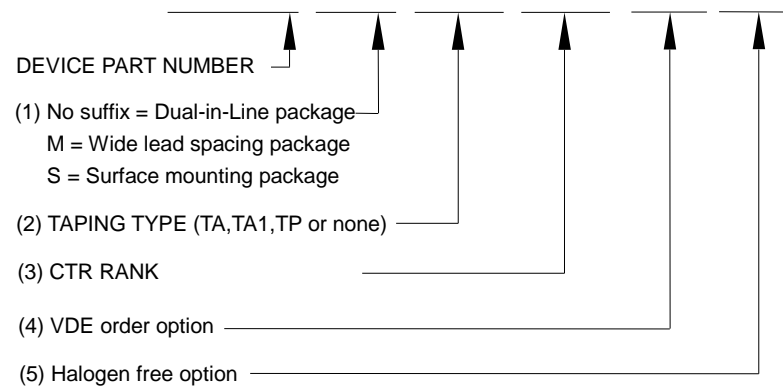 DEVICE PART NUMBER
(1) No suffix = Dual-in-Line package
M = Wide lead spacing package
S = Surface mounting package
(2) TAPING TYPE (TA,TA1,TP or none)
(3) CTR RANK
(4) VDE order option
(5) Halogen free option